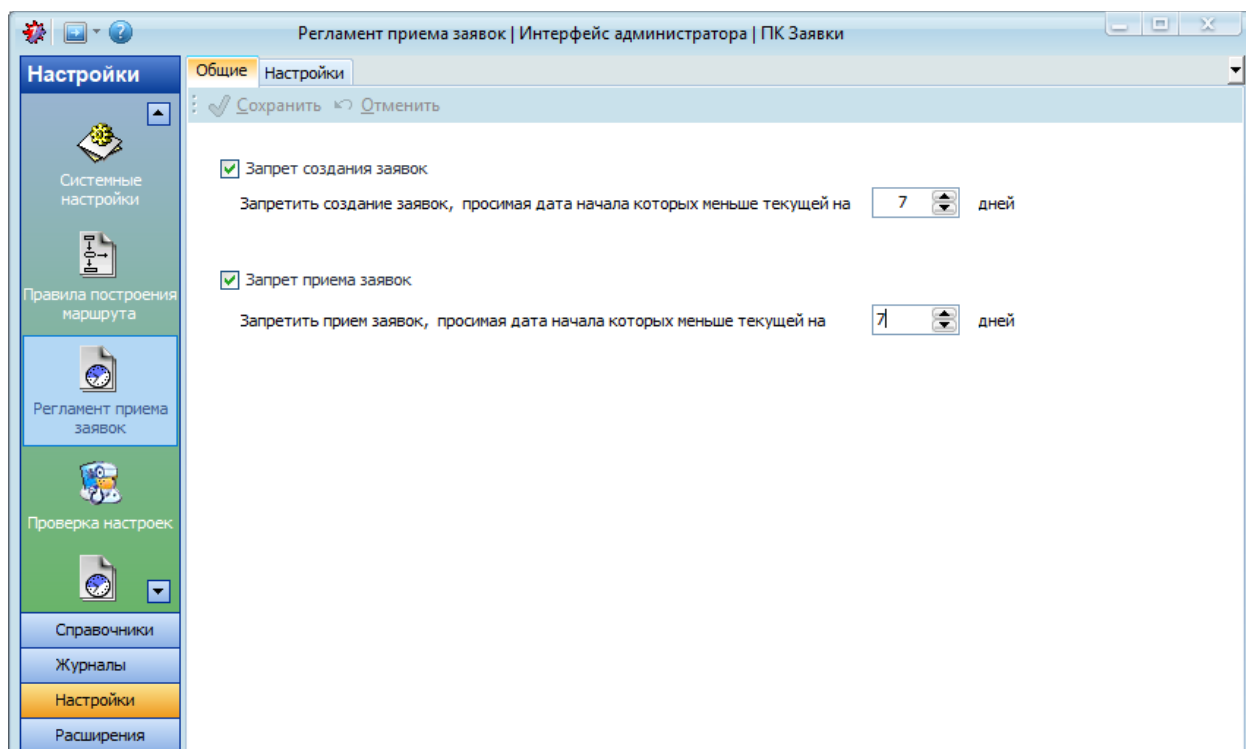 Регламент приема заявок | Интерфейс администратора | ПК Заявки
Настройки
Системные
настройки
Правила построения
маршрута
Регламент приема
заявок
Проверка настроек
Справочники
Журналы
Настройки
Расширения
Общие
Настройки
Сохранить
Отменить
Запрет создания заявок
Запретить создание заявок, просимая дата начала которых меньше текущей на 7 дней
Запрет приема заявок
Запретить прием заявок, просимая дата начала которых меньше текущей на 7 дней